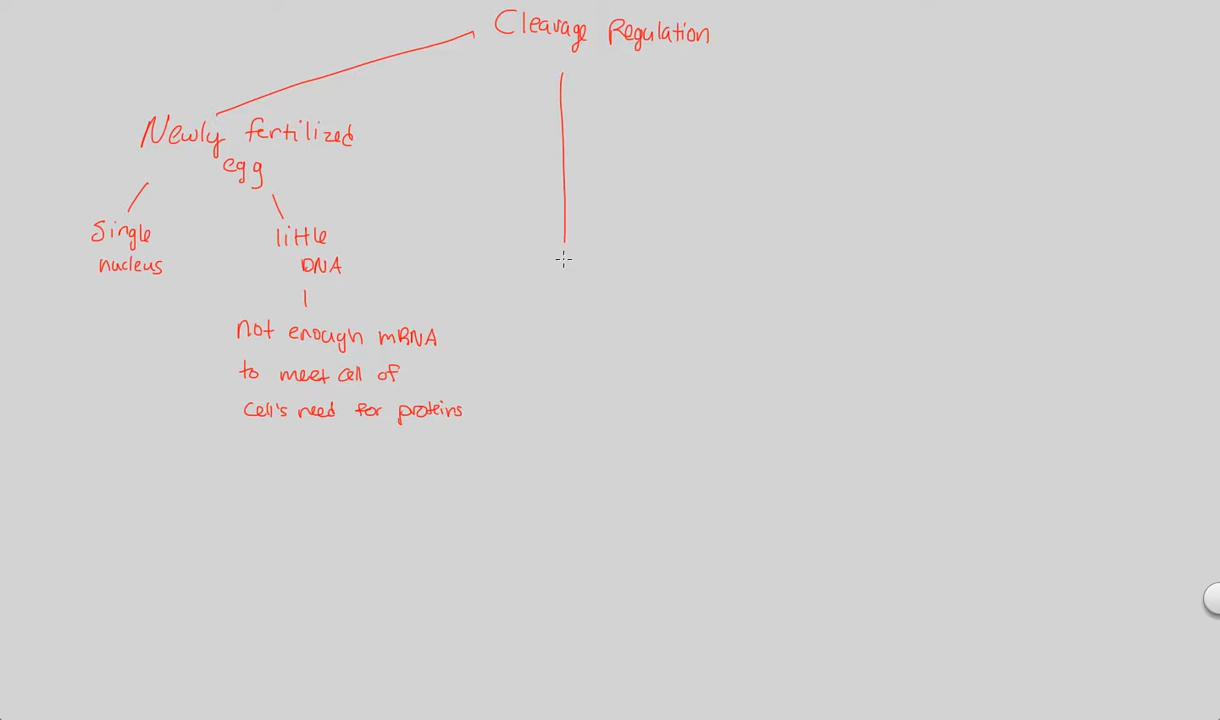 Cleavage Regulation
Newly fertilized
egg
Single
nucleus
little
DNA
not enough mRNA
to meet cell of
cell's need for proteins